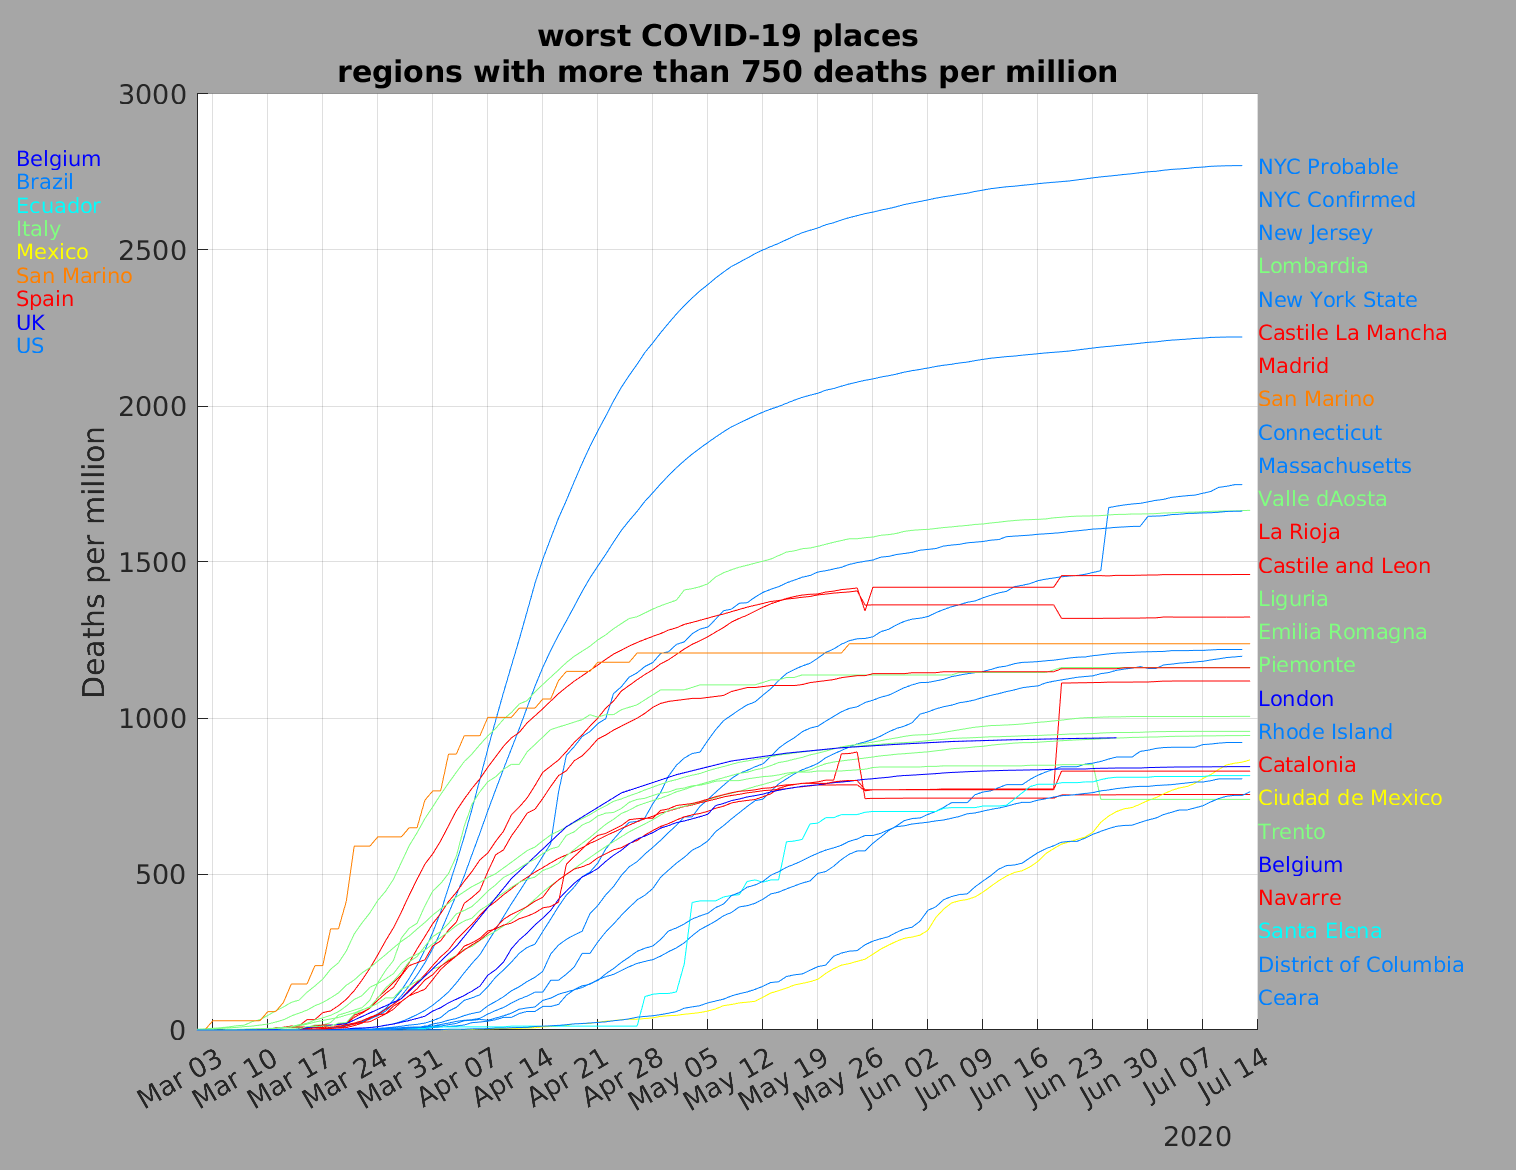 worst COVID-19 places
regions with more than 750 deaths per million
Belgium
Brazil
Ecuador
Italy
Mexico
San Marino
Spain
UK
US
Deaths per million
3000
2500
2000
1500
1000
500
0
Mar 03
Mar 10
Mar 17
Mar 24
Mar 31
Apr 07
Apr 14
Apr 21
Apr 28
May 05
May 12
May 19
May 26
Jun 02
Jun 09
Jun 16
Jun 23
Jun 30
Jul 07
Jul 14
2020
NYC Probable
NYC Confirmed
New Jersey
Lombardia
New York State
Castile La Mancha
Madrid
San Marino
Connecticut
Massachusetts
Valle dAosta
La Rioja
Castile and Leon
Liguria
Emilia Romagna
Piemonte
London
Rhode Island
Catalonia
Ciudad de Mexico
Trento
Belgium
Navarre
Santa Elena
District of Columbia
Ceara